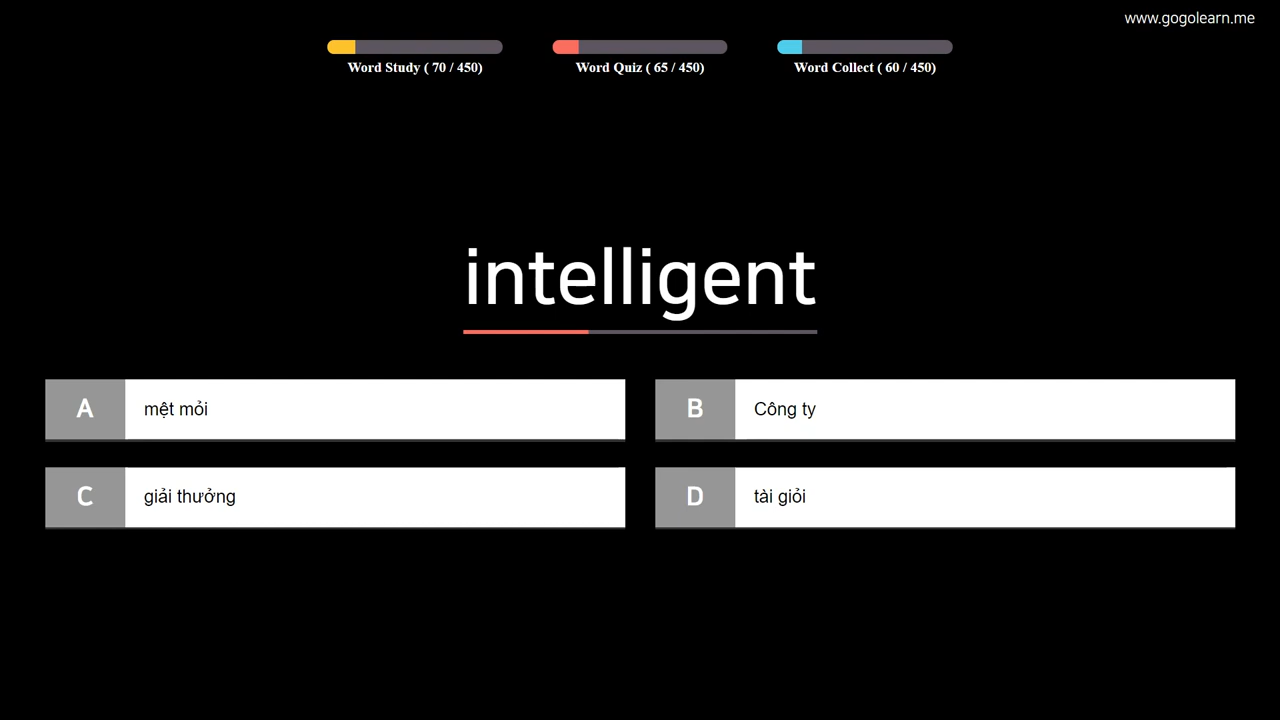 www.gogolearn.me
Word Study ( 70 / 450)
Word Quiz ( 65 / 450)
Word Collect ( 60 / 450)
intelligent
A mệt mỏi
B Công ty
C giải thưởng
D tài giỏi